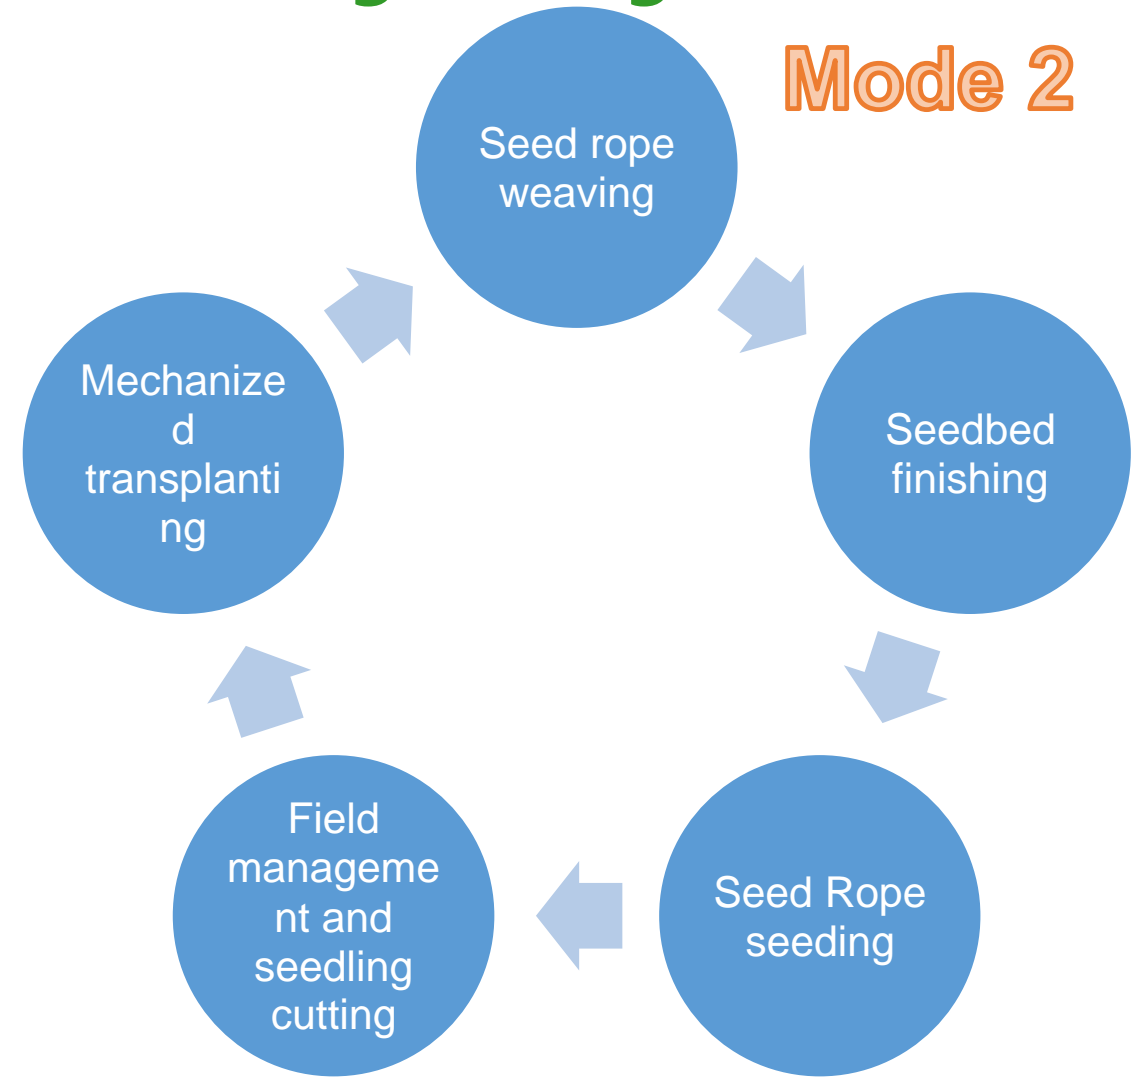 Mode 2
Seed rope
weaving
Seedbed
finishing
Seed Rope
seeding
Field
manageme
nt and
seedling
cutting
Mechanize
d
transplanti
ng